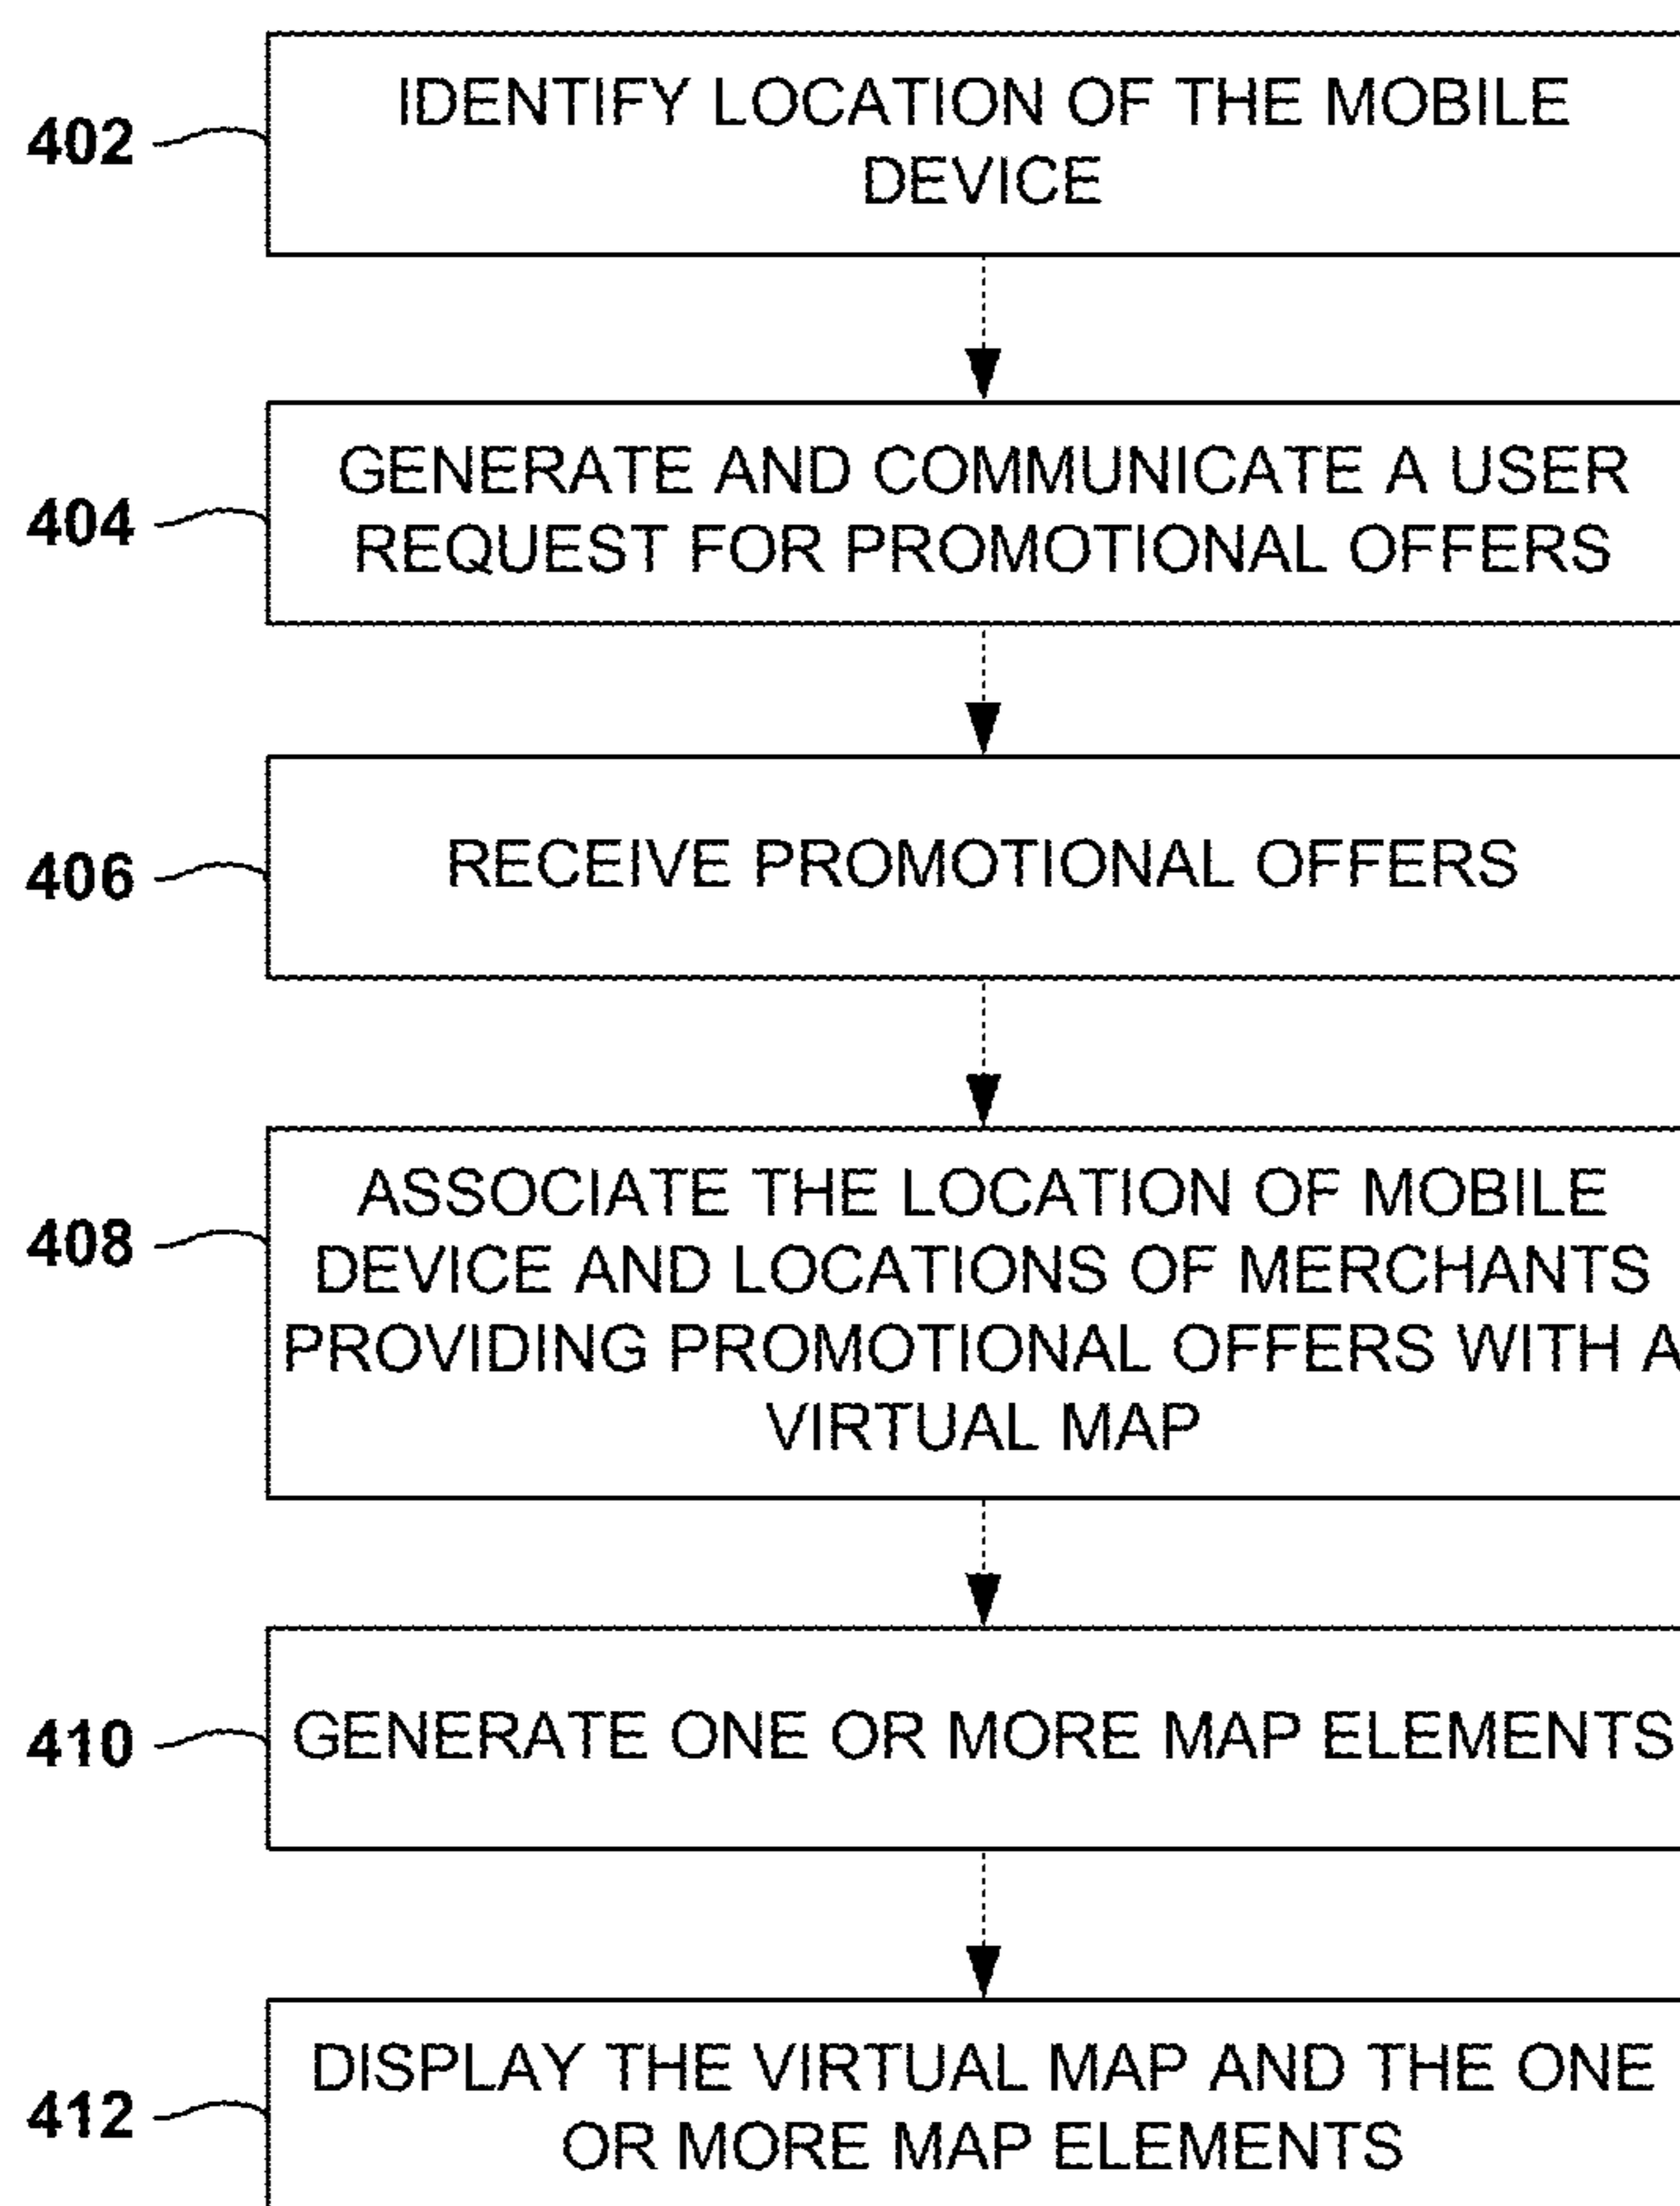 402
IDENTIFY LOCATION OF THE MOBILE
DEVICE
404
GENERATE AND COMMUNICATE A USER
REQUEST FOR PROMOTIONAL OFFERS
406
RECEIVE PROMOTIONAL OFFERS
408
ASSOCIATE THE LOCATION OF MOBILE
DEVICE AND LOCATIONS OF MERCHANTS
PROVIDING PROMOTIONAL OFFERS WITH A
VIRTUAL MAP
410
GENERATE ONE OR MORE MAP ELEMENTS
412
DISPLAY THE VIRTUAL MAP AND THE ONE
OR MORE MAP ELEMENTS